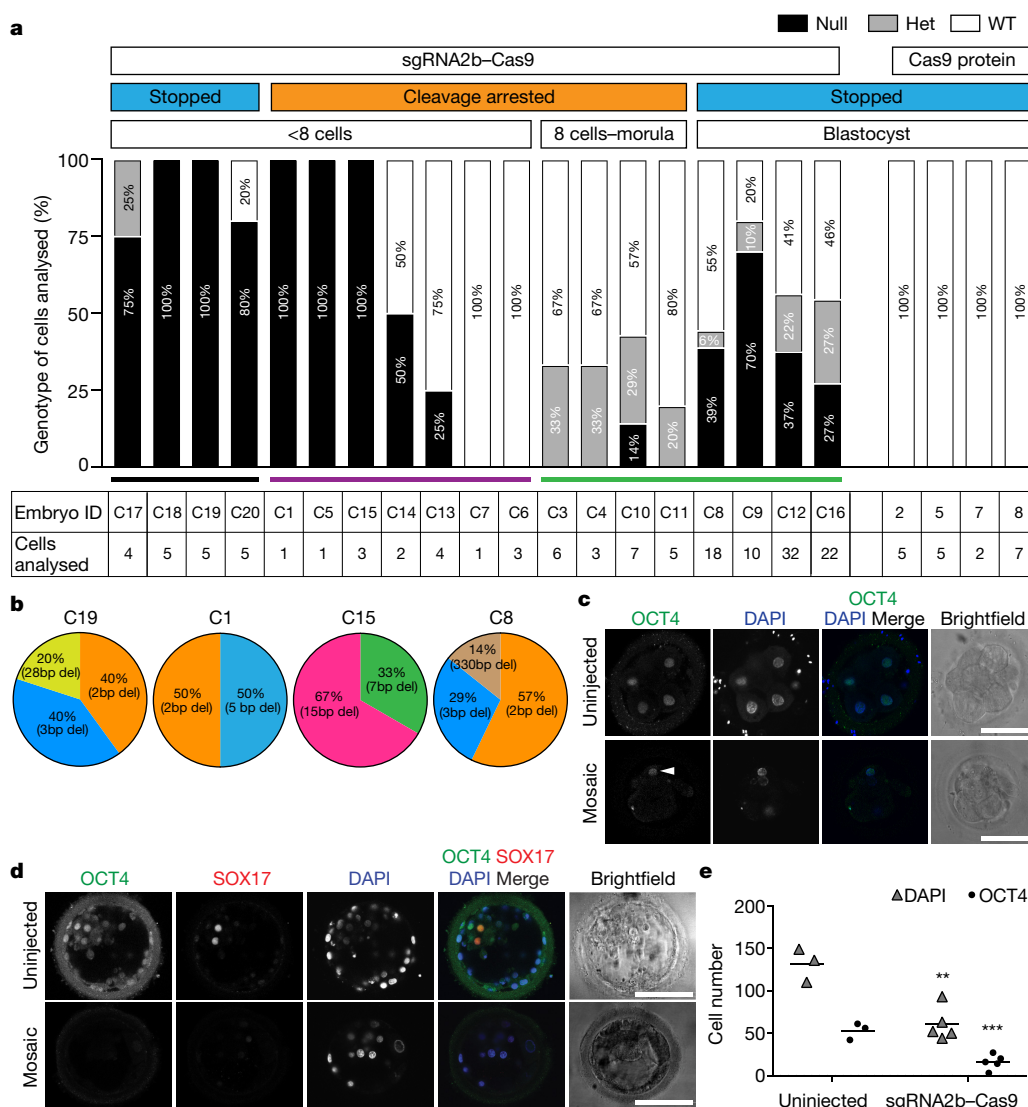 a
Null Het WT
sgRNA2b–Cas9 Cas9 protein
Stopped Cleavage arrested Stopped
<8 cells 8 cells–morula Blastocyst
Genotype of cells analysed (%)
100
75
50
25
0
25% 75%
100%
100%
20% 80%
100%
100%
100%
50% 50%
75% 25%
100%
100%
67% 33%
67% 33%
57% 29% 14%
80% 20%
55% 6% 39%
20% 10% 70%
41% 22% 37%
46% 27% 27%
100%
100%
100%
100%
Embryo ID C17 C18 C19 C20 C1 C5 C15 C14 C13 C7 C6 C3 C4 C10 C11 C8 C9 C12 C16 2 5 7 8
Cells analysed 4 5 5 5 1 1 3 2 4 1 3 6 3 7 5 18 10 32 22 5 5 2 7
b
C19
20%
(28bp del)
40%
(2bp del)
40%
(3bp del)
C1
50%
(2bp del)
50%
(5 bp del)
C15
33%
(7bp del)
67%
(15bp del)
C8
14%
(330bp del)
29%
(3bp del)
57%
(2bp del)
c
OCT4 DAPI OCT4 DAPI Merge Brightfield
Uninjected
Mosaic
d
OCT4 SOX17 DAPI OCT4 SOX17 DAPI Merge Brightfield
Uninjected
Mosaic
e
DAPI OCT4
Cell number
200
150
100
50
0
**
***
Uninjected sgRNA2b–Cas9